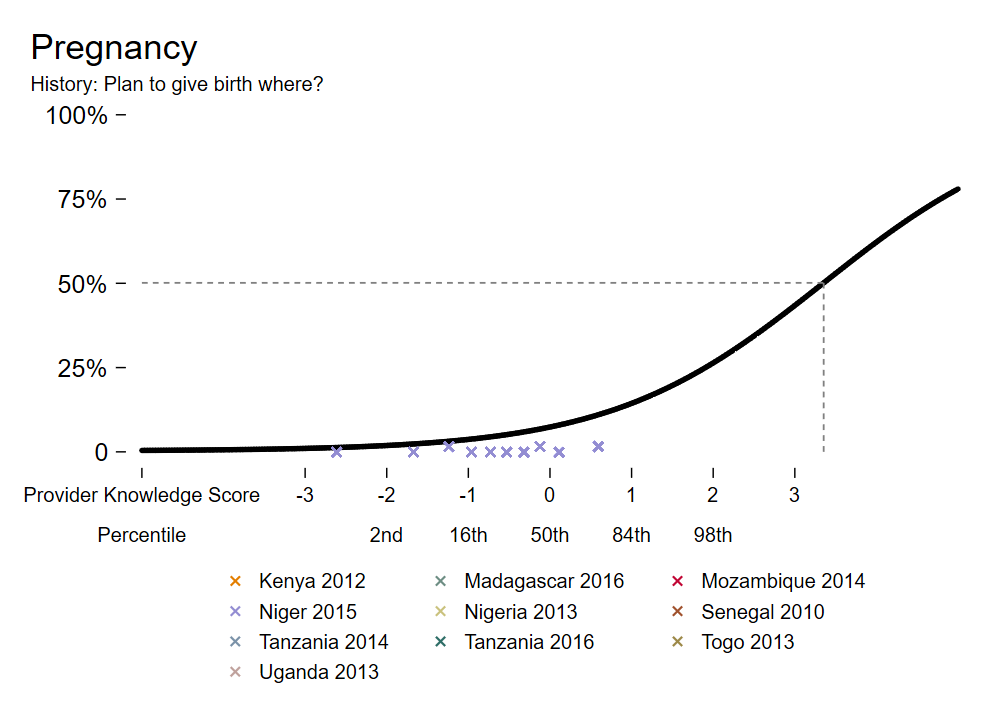 Pregnancy
History: Plan to give birth where?
100%
75%
50%
25%
0
Provider Knowledge Score -3 -2 -1 0 1 2 3
Percentile 2nd 16th 50th 84th 98th
Kenya 2012 Madagascar 2016 Mozambique 2014
Niger 2015 Nigeria 2013 Senegal 2010
Tanzania 2014 Tanzania 2016 Togo 2013
Uganda 2013